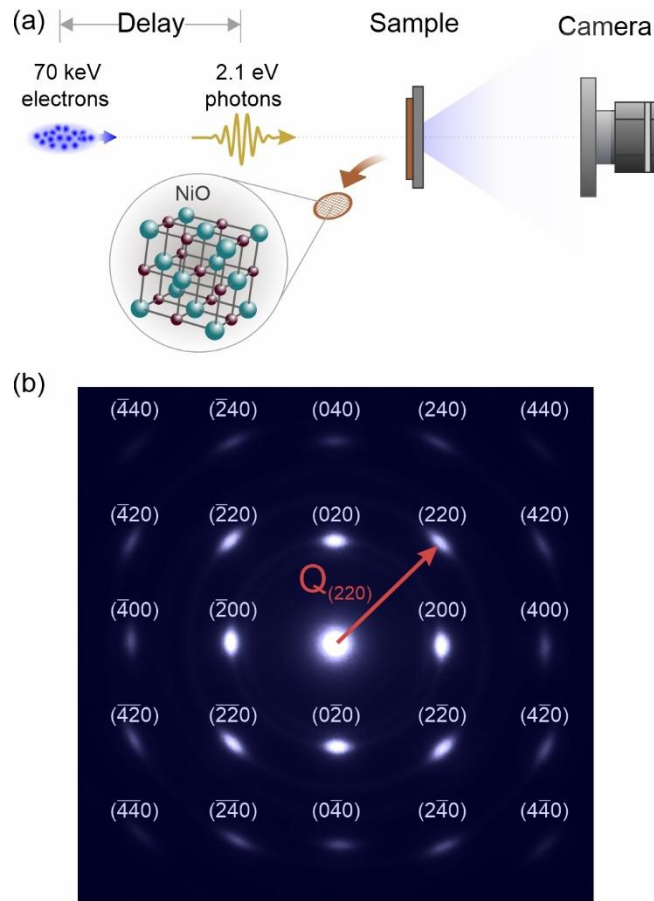 (a)
Delay
Sample
Camera
70 keV
electrons
2.1 eV
photons
NiO
(b)
(4̅40) (2̅40) (040) (240) (440)
(4̅20) (2̅20) (020) (220) (420)
Q(220)
(4̅00) (2̅00) (200) (400)
(4̅2̅0) (2̅2̅0) (02̅0) (22̅0) (42̅0)
(4̅4̅0) (2̅4̅0) (04̅0) (24̅0) (44̅0)